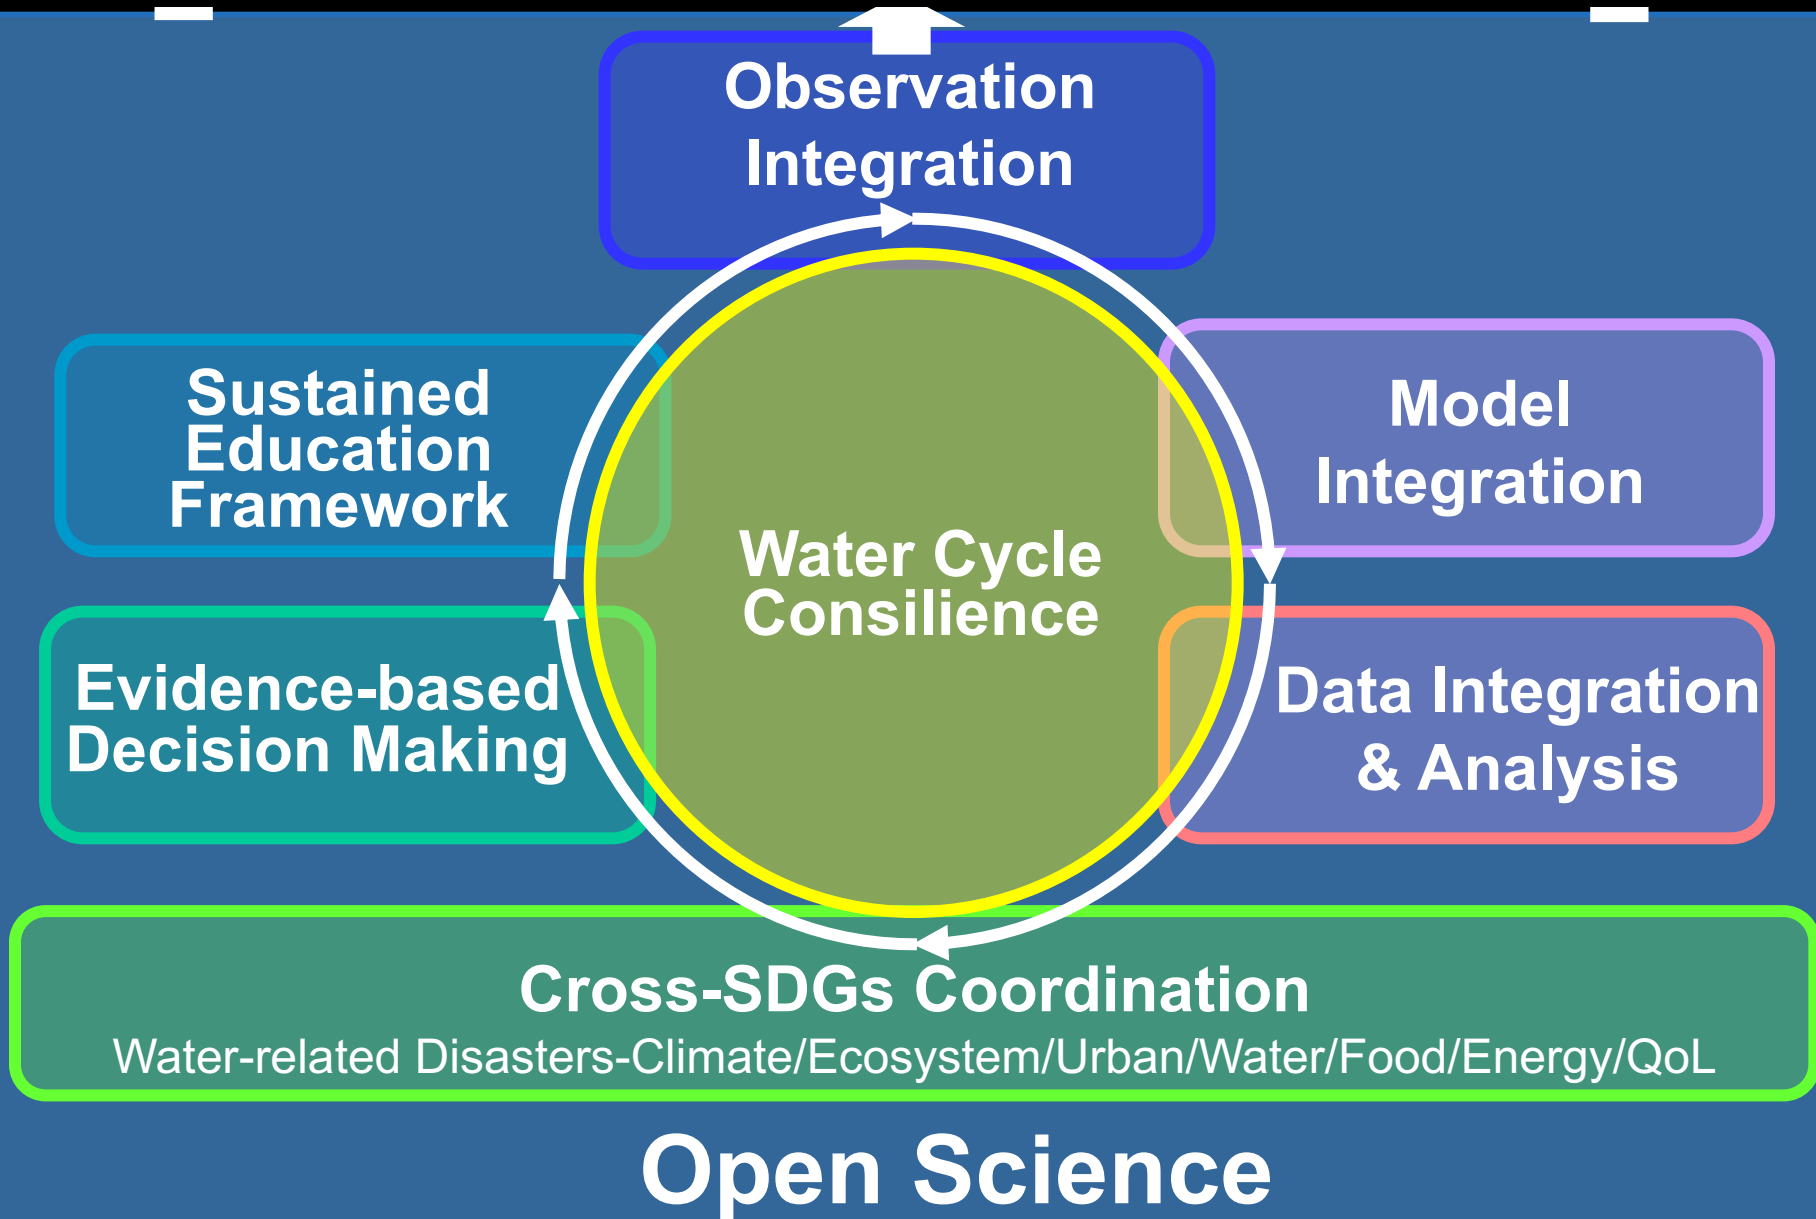 Observation
Integration
Sustained
Education
Framework
Model
Integration
Water Cycle
Consilience
Evidence-based
Decision Making
Data Integration
& Analysis
Cross-SDGs Coordination
Water-related Disasters-Climate/Ecosystem/Urban/Water/Food/Energy/QoL
Open Science